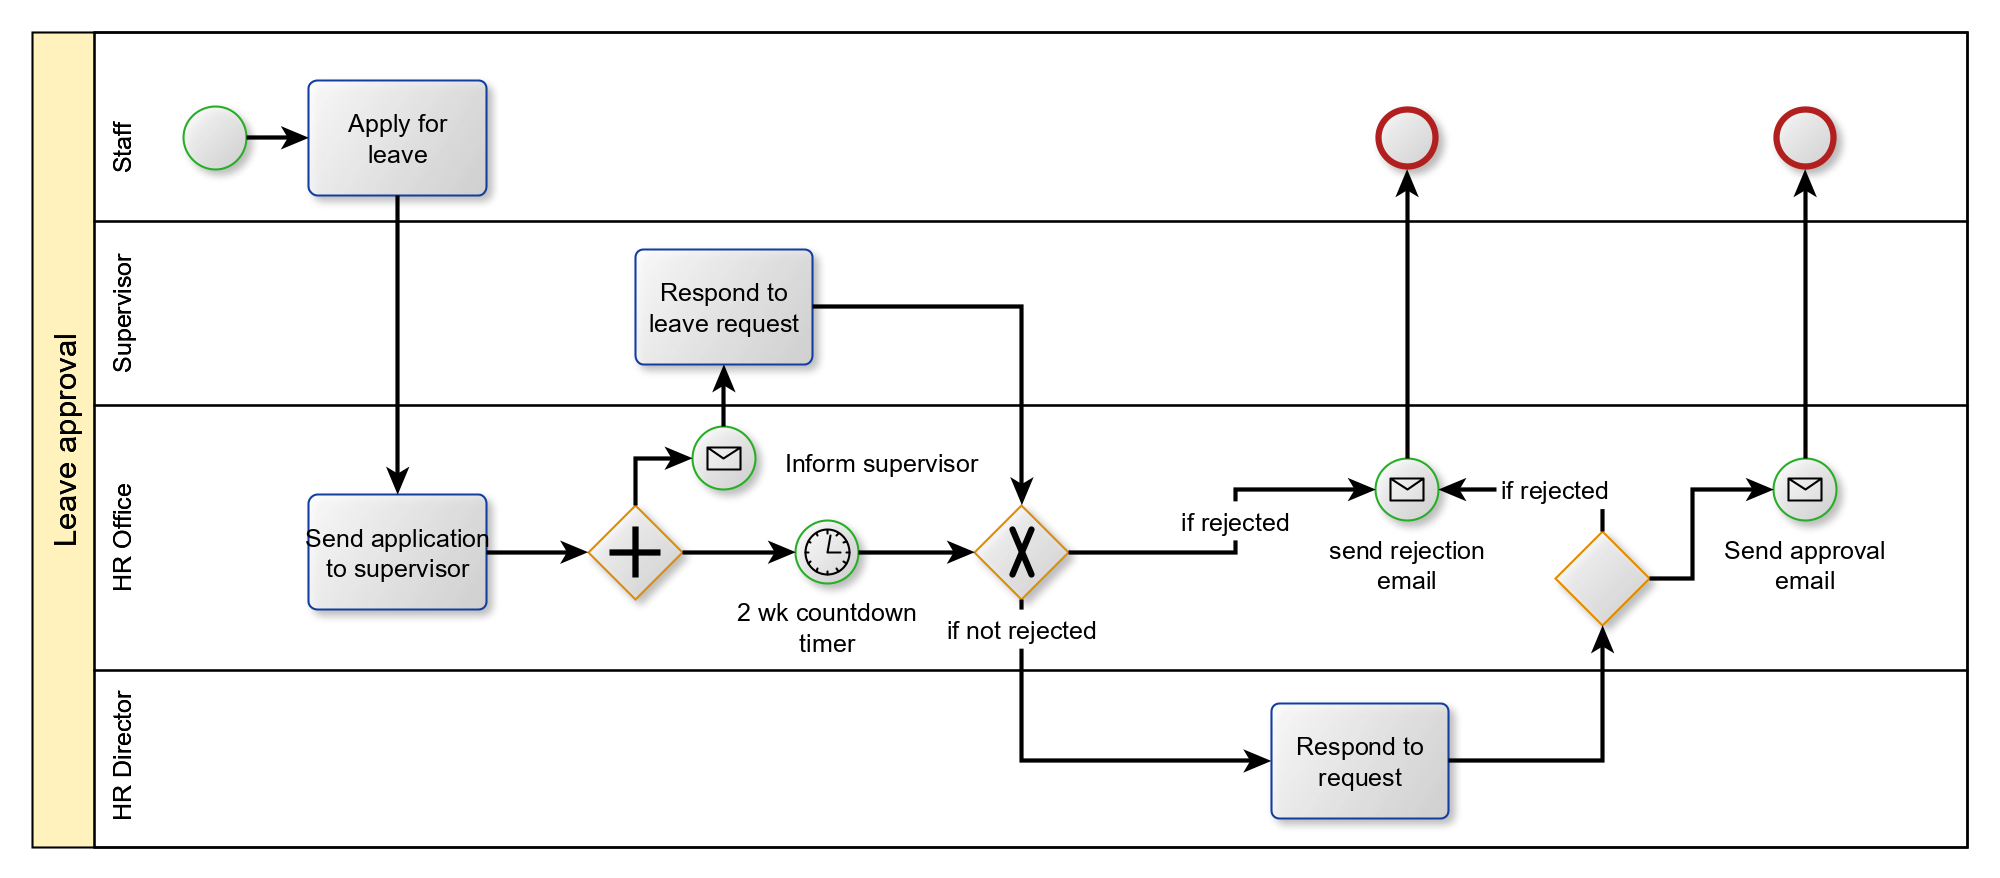 Leave approval
Staff
Apply for
leave
Supervisor
Respond to
leave request
HR Office
Send application
to supervisor
Inform supervisor
2 wk countdown
timer
if rejected
if not rejected
send rejection
email
if rejected
Send approval
email
HR Director
Respond to
request